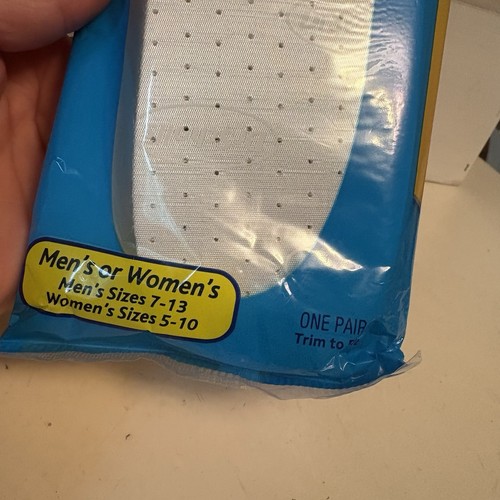 Men's or Women's
Men's Sizes 7-13
Women's Sizes 5-10
ONE PAIR
Trim to